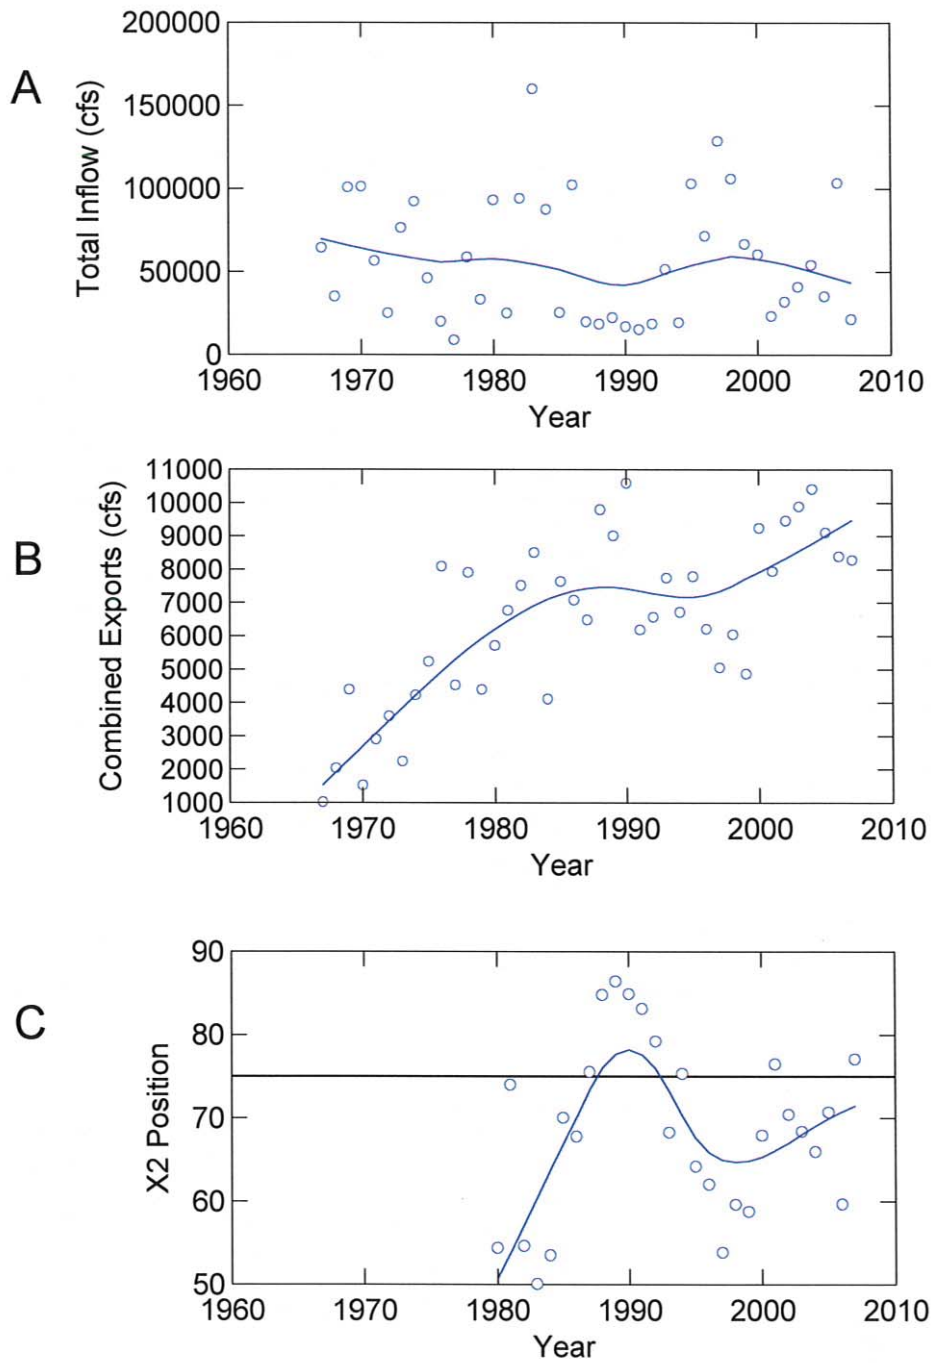 A
Total Inflow (cfs)
200000
150000
100000
50000
0
1960 1970 1980 1990 2000 2010
Year
B
Combined Exports (cfs)
11000
10000
9000
8000
7000
6000
5000
4000
3000
2000
1000
1960 1970 1980 1990 2000 2010
Year
C
X2 Position
90
80
70
60
50
1960 1970 1980 1990 2000 2010
Year